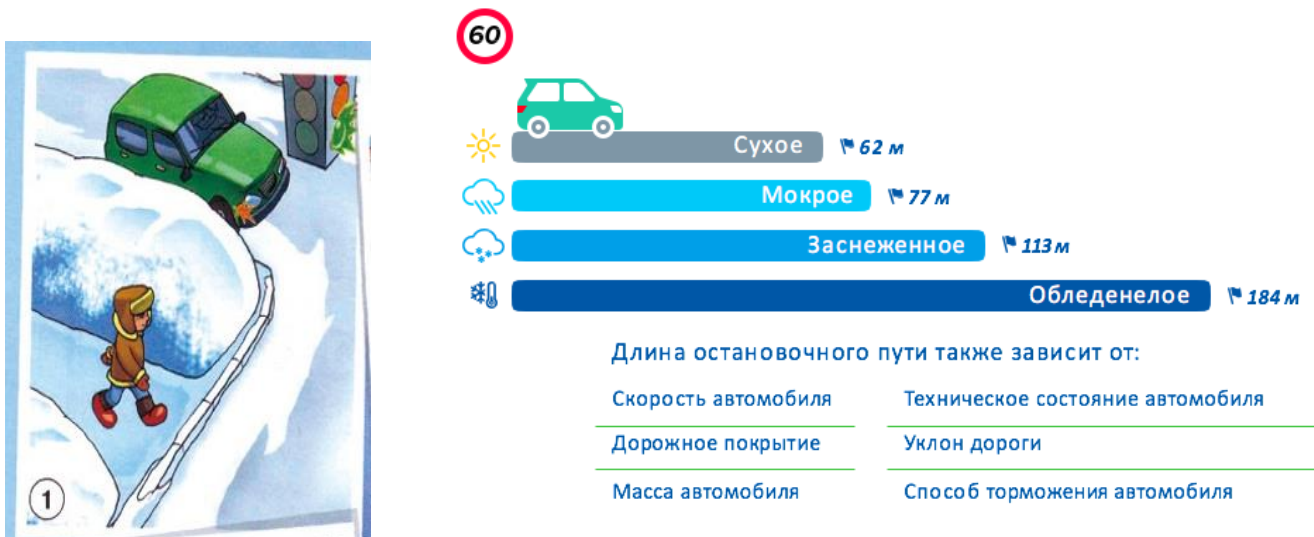 1
60
Сухое 62 м
Мокрое 77 м
Заснеженное 113 м
Обледенелое 184 м
Длина остановочного пути также зависит от:
Скорость автомобиля Техническое состояние автомобиля
Дорожное покрытие Уклон дороги
Масса автомобиля Способ торможения автомобиля